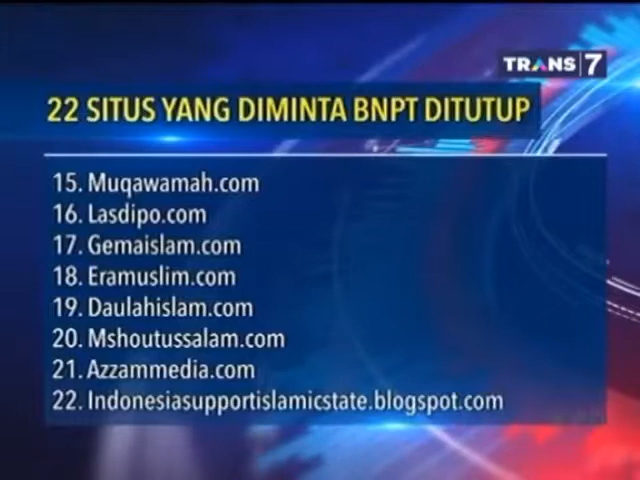 TRANS|7
22 SITUS YANG DIMINTA BNPT DITUTUP
15. Muqawamah.com
16. Lasdipo.com
17. Gemaislam.com
18. Eramuslim.com
19. Daulahislam.com
20. Mshoutussalam.com
21. Azzammedia.com
22. Indonesiasupportislamicstate.blogspot.com